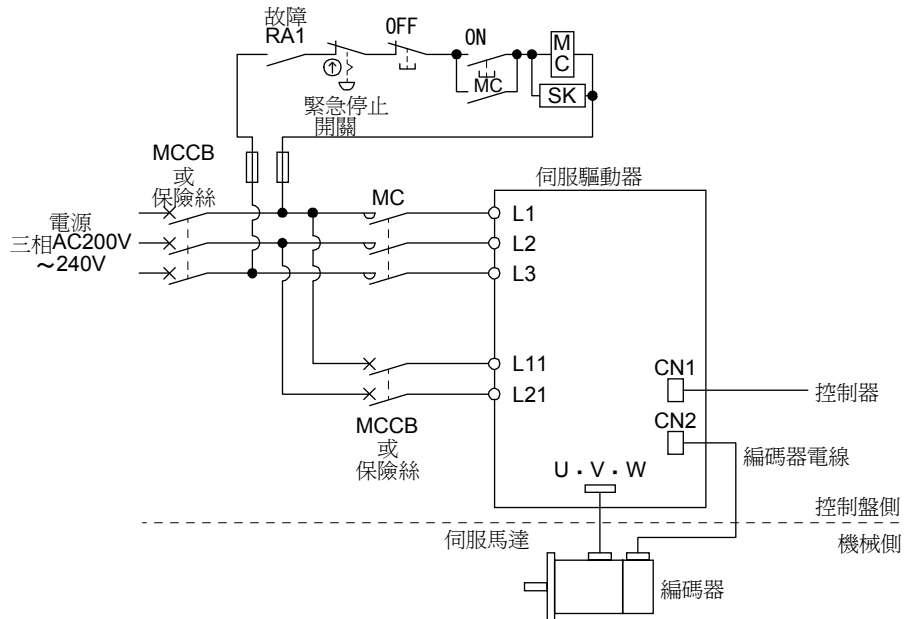 故障
RA1
OFF
ON
M
C
MC
SK
緊急停止
開關
MCCB
或
保險絲
MC
伺服驅動器
電源
三相AC200V
～240V
L1
L2
L3
L11
L21
MCCB
或
保險絲
CN1
控制器
CN2
編碼器電線
U・V・W
控制盤側
伺服馬達
機械側
編碼器